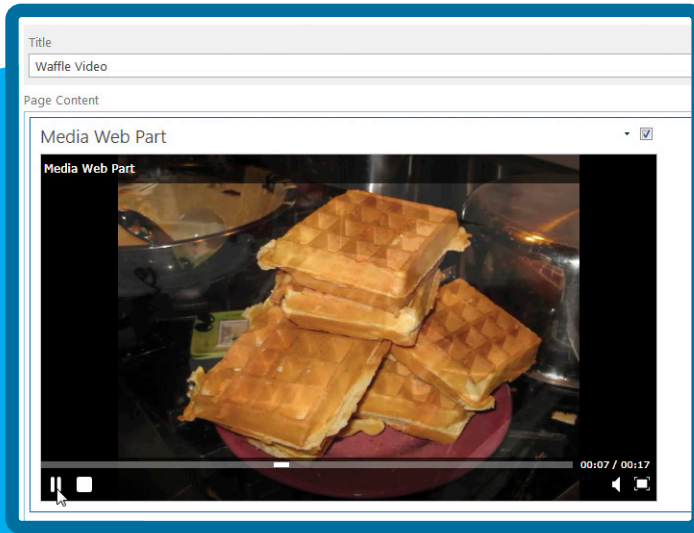 Title
Waffle Video
Page Content
Media Web Part
Media Web Part
00:07 / 00:17